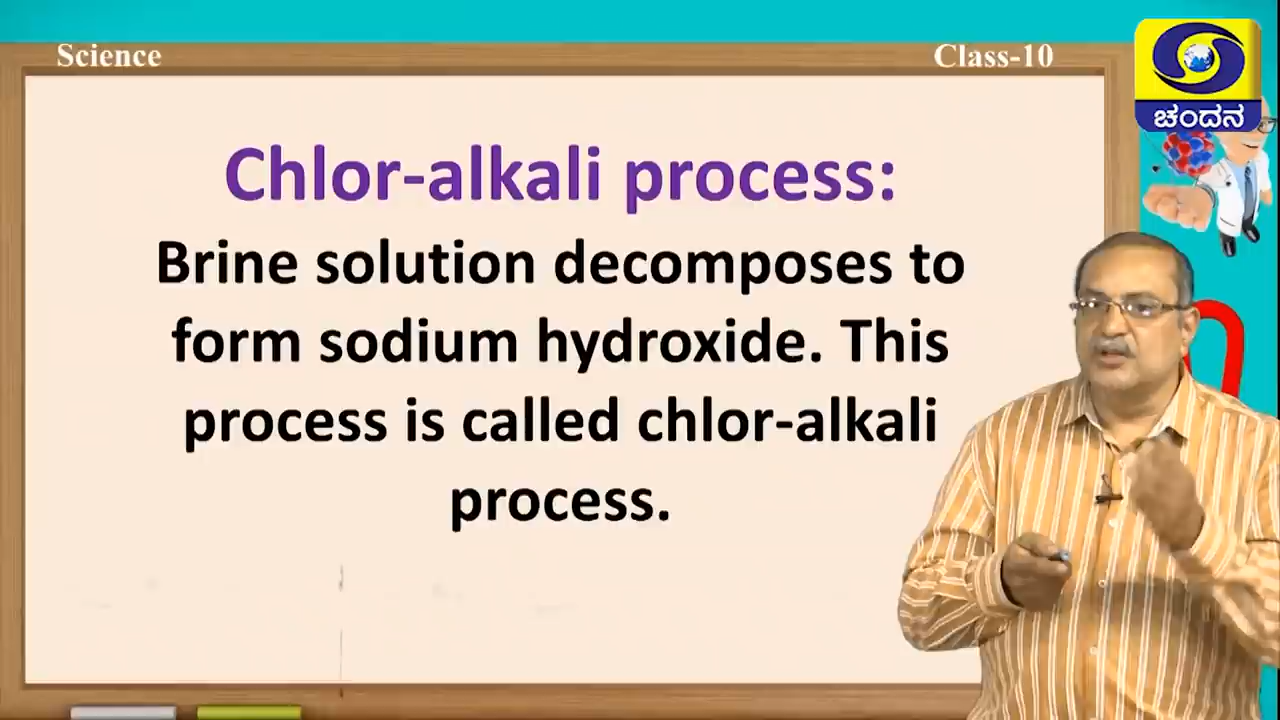 Science
Class-10
ಚಂದನ
Chlor-alkali process:
Brine solution decomposes to
form sodium hydroxide. This
process is called chlor-alkali
process.